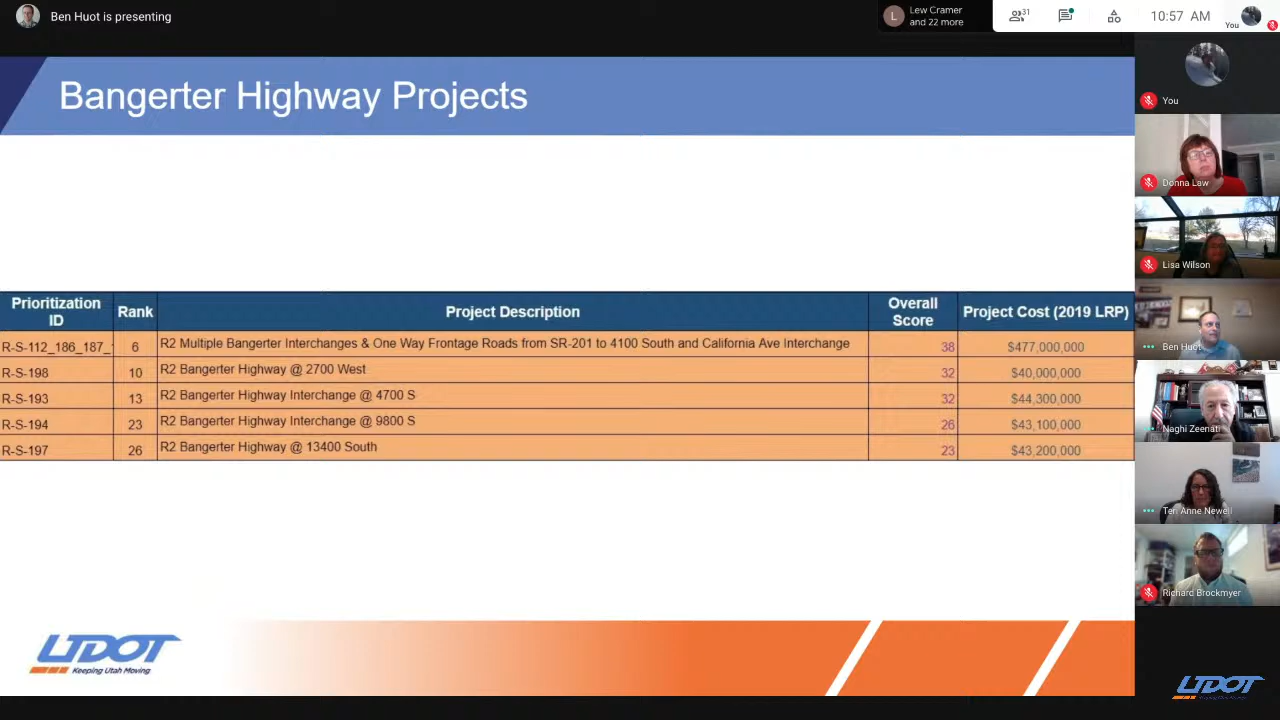 Ben Huot is presenting
L
Lew Cramer
and 22 more
31
10:57 AM
You
Bangerter Highway Projects
You
Donna Law
Lisa Wilson
Ben Huot
Naghi Zeenati
Teri Anne Newell
Richard Brockmyer
Prioritization ID Rank Project Description Overall Score Project Cost (2019 LRP)
R-S-112_186_187_ 6 R2 Multiple Bangerter Interchanges & One Way Frontage Roads from SR-201 to 4100 South and California Ave Interchange 38 $477,000,000
R-S-198 10 R2 Bangerter Highway @ 2700 West 32 $40,000,000
R-S-193 13 R2 Bangerter Highway Interchange @ 4700 S 32 $44,300,000
R-S-194 23 R2 Bangerter Highway Interchange @ 9800 S 26 $43,100,000
R-S-197 26 R2 Bangerter Highway @ 13400 South 23 $43,200,000
UDOT
Keeping Utah Moving
UDOT